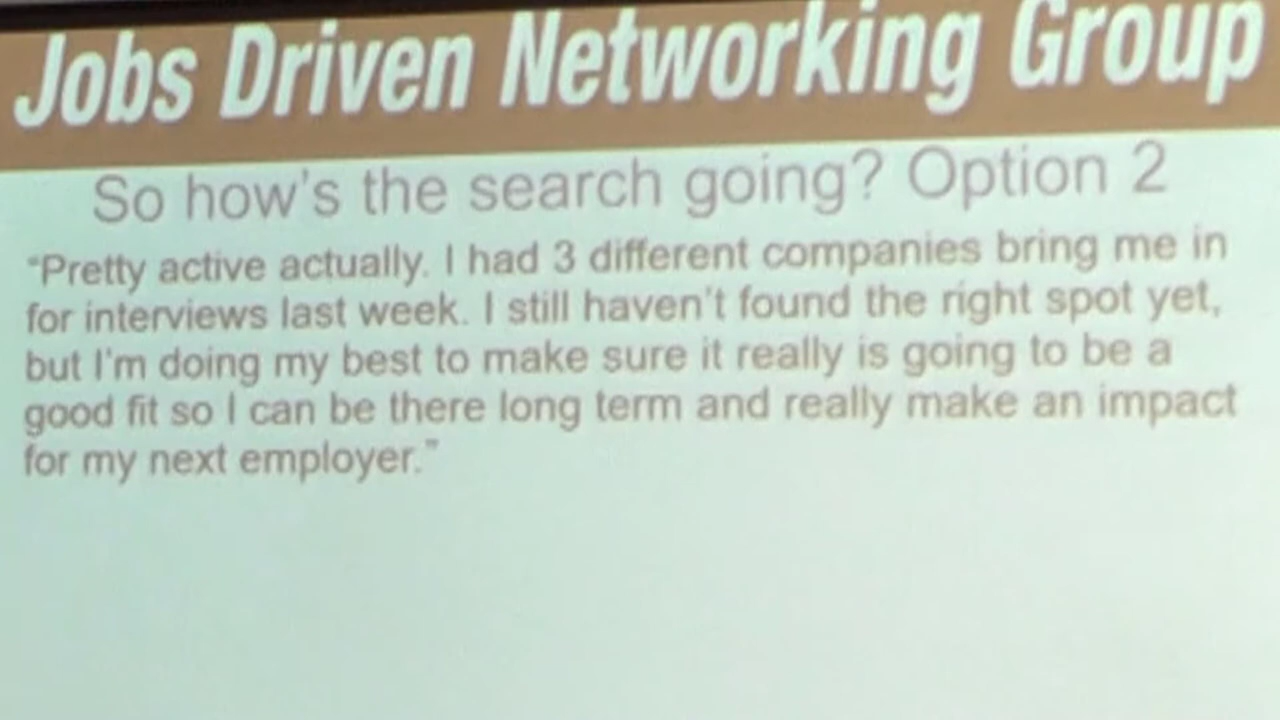 Jobs Driven Networking Group
So how's the search going? Option 2
“Pretty active actually. I had 3 different companies bring me in
for interviews last week. I still haven't found the right spot yet,
but I'm doing my best to make sure it really is going to be a
good fit so I can be there long term and really make an impact
for my next employer.”